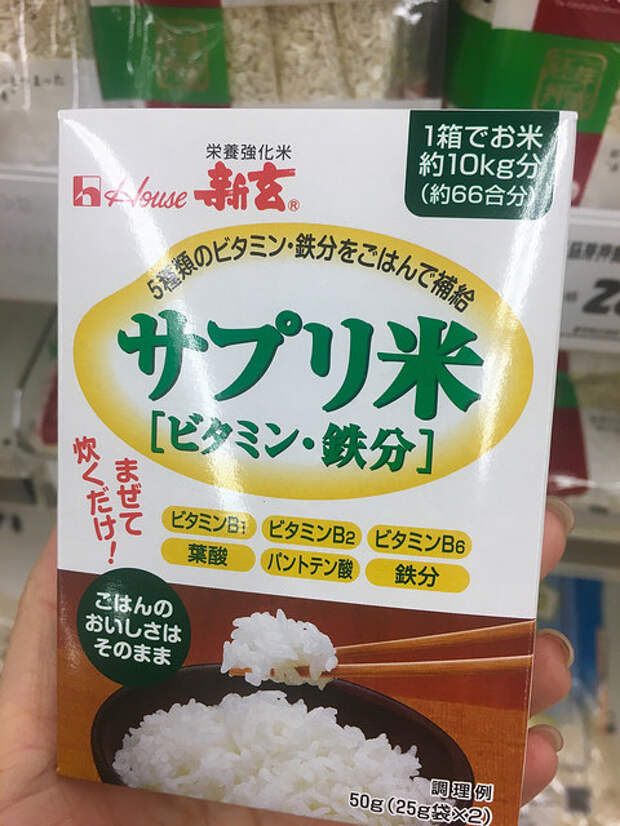 栄養強化米
House 新玄®
1箱でお米
約10kg分
(約66合分)
5種類のビタミン・鉄分をごはんで補給
サプリ米
[ビタミン・鉄分]
まぜて
炊くだけ!
ビタミンB1 ビタミンB2 ビタミンB6
葉酸 パントテン酸 鉄分
ごはんの
おいしさは
そのまま
調理例
50g(25g袋×2)